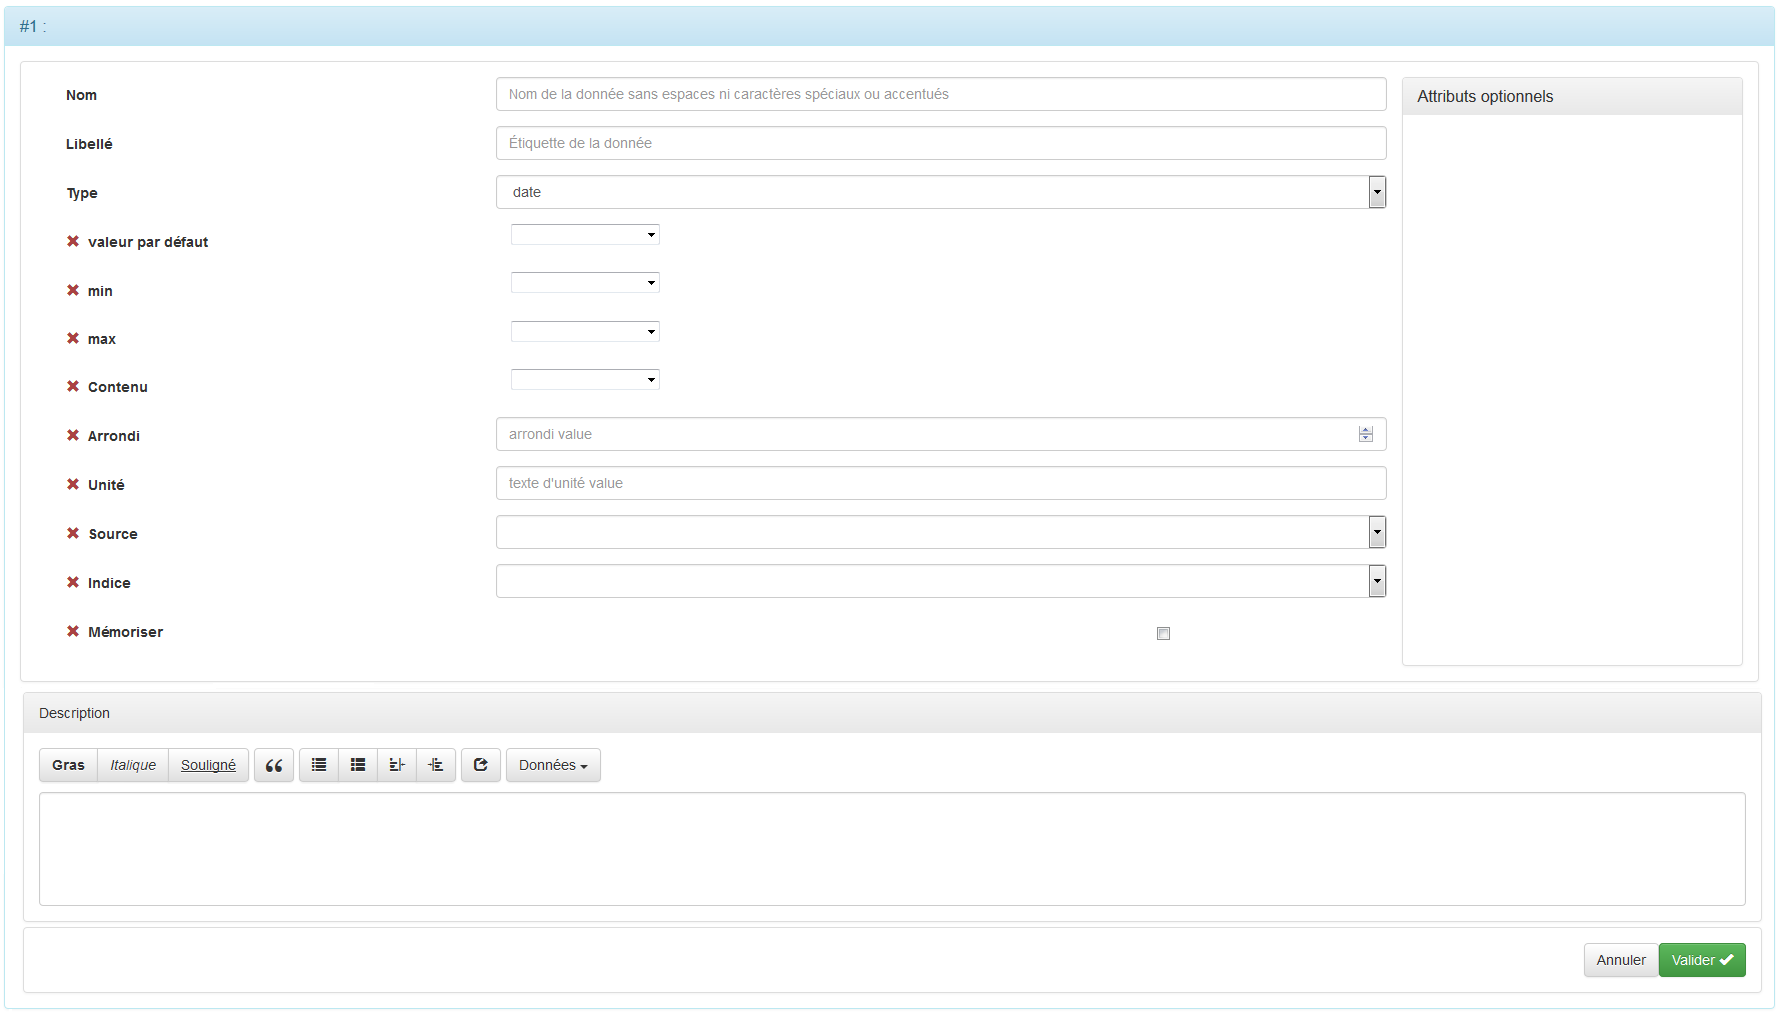 #1 :
Nom
Nom de la donnée sans espaces ni caractères spéciaux ou accentués
Attributs optionnels
Libellé
Étiquette de la donnée
Type
date
valeur par défaut
min
max
Contenu
Arrondi
arrondi value
Unité
texte d'unité value
Source
Indice
Mémoriser
Description
Gras
Italique
Souligné
Données
Annuler
Valider